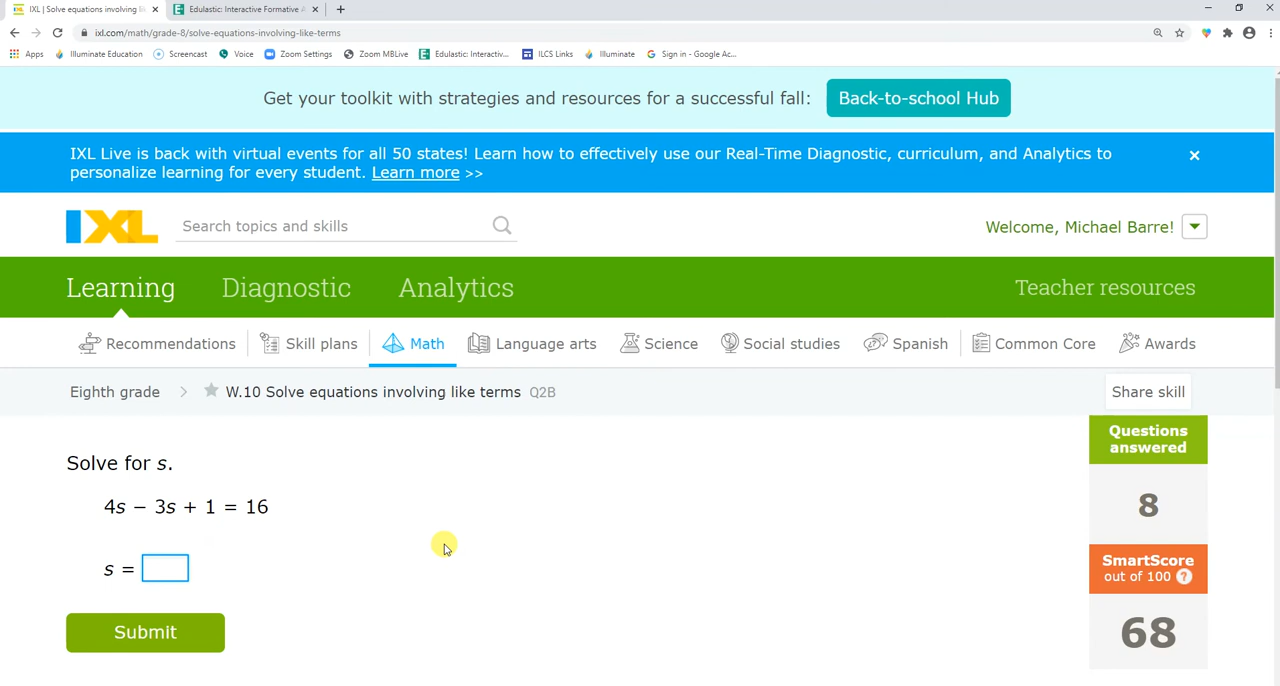 IXL | Solve equations involving li
Edulastic: Interactive Formative A
ixl.com/math/grade-8/solve-equations-involving-like-terms
Apps Illuminate Education Screencast Voice Zoom Settings Zoom MBLive Edulastic: Interactiv... ILCS Links Illuminate Sign in - Google Ac...
Get your toolkit with strategies and resources for a successful fall: Back-to-school Hub
IXL Live is back with virtual events for all 50 states! Learn how to effectively use our Real-Time Diagnostic, curriculum, and Analytics to
personalize learning for every student. Learn more >>
IXL Search topics and skills Welcome, Michael Barre!
Learning Diagnostic Analytics Teacher resources
Recommendations Skill plans Math Language arts Science Social studies Spanish Common Core Awards
Eighth grade > W.10 Solve equations involving like terms Q2B Share skill
Questions
answered
8
SmartScore
out of 100 ?
68
Solve for s.
4s − 3s + 1 = 16
s =
Submit